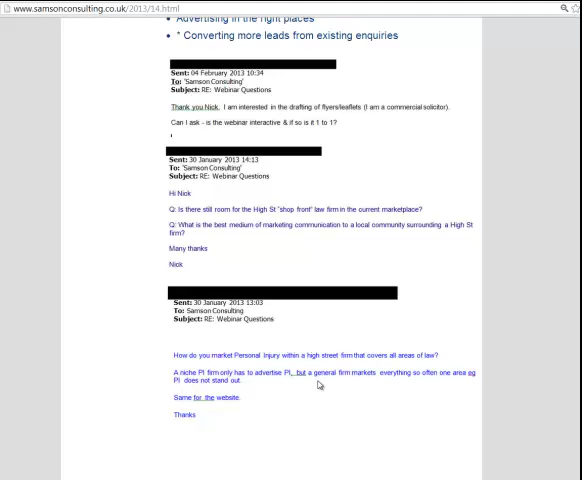 www.samsonconsulting.co.uk/2013/14.html
• Advertising in the right places
• * Converting more leads from existing enquiries
Sent: 04 February 2013 10:34
To: 'Samson Consulting'
Subject: RE: Webinar Questions
Thank you Nick, I am interested in the drafting of flyers/leaflets (I am a commercial solicitor).
Can I ask - is the webinar interactive & if so is it 1 to 1?
Sent: 30 January 2013 14:13
To: 'Samson Consulting'
Subject: RE: Webinar Questions
Hi Nick
Q: Is there still room for the High St "shop front" law firm in the current marketplace?
Q: What is the best medium of marketing communication to a local community surrounding a High St
firm?
Many thanks
Nick
Sent: 30 January 2013 13:03
To: Samson Consulting
Subject: RE: Webinar Questions
How do you market Personal Injury within a high street firm that covers all areas of law?
A niche PI firm only has to advertise PI, but a general firm markets everything so often one area eg
PI does not stand out.
Same for the website.
Thanks